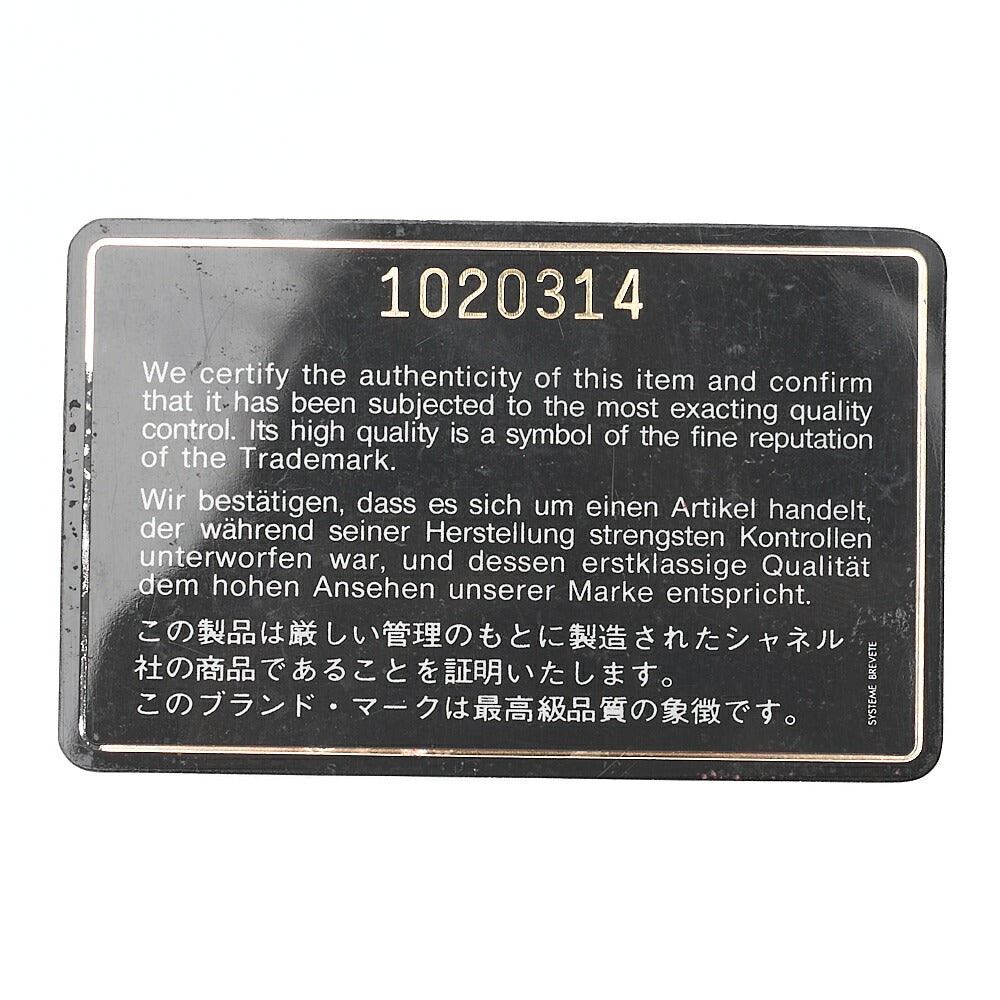 1020314
We certify the authenticity of this item and confirm
that it has been subjected to the most exacting quality
control. Its high quality is a symbol of the fine reputation
of the Trademark.
Wir bestätigen, dass es sich um einen Artikel handelt,
der während seiner Herstellung strengsten Kontrollen
unterworfen war, und dessen erstklassige Qualität
dem hohen Ansehen unserer Marke entspricht.
この製品は厳しい管理のもとに製造されたシャネル
社の商品であることを証明いたします。
このブランド・マークは最高級品質の象徴です。
SYSTEME BREVETE